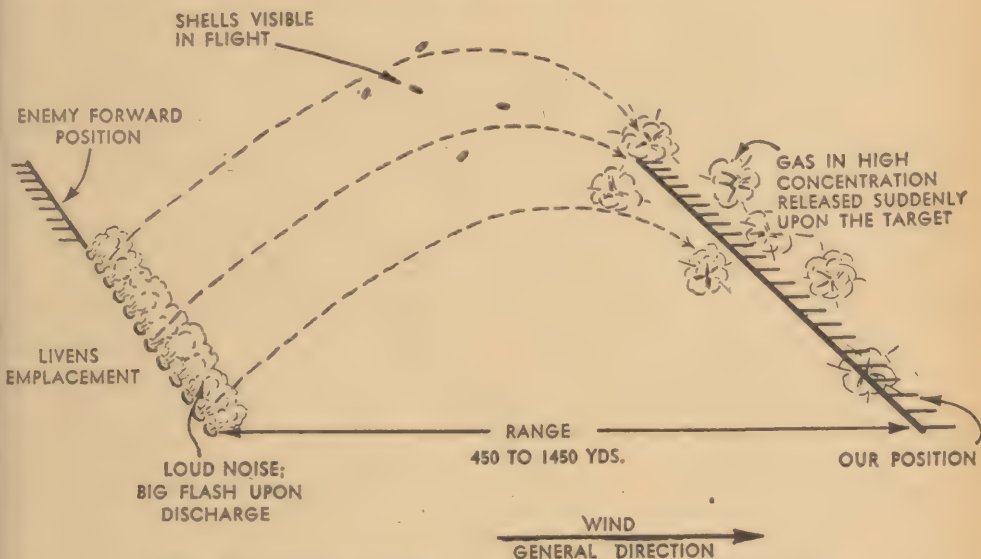 SHELLS VISIBLE
IN FLIGHT
ENEMY FORWARD
POSITION
GAS IN HIGH
CONCENTRATION
RELEASED SUDDENLY
UPON THE TARGET
LIVENS
EMPLACEMENT
RANGE
450 TO 1450 YDS.
LOUD NOISE;
BIG FLASH UPON
DISCHARGE
OUR POSITION
WIND
GENERAL DIRECTION